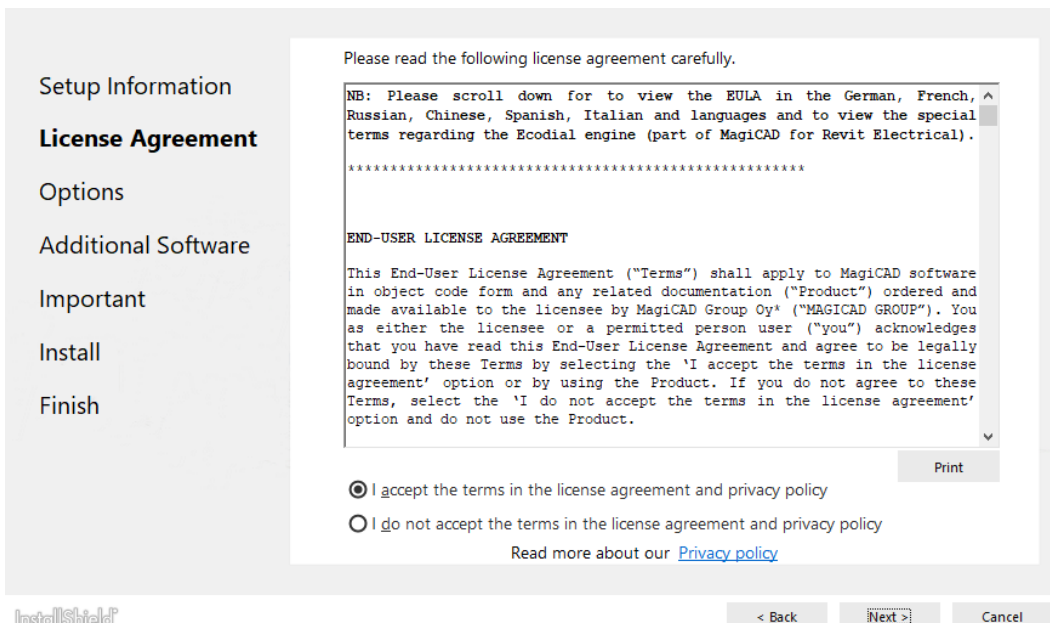 Setup Information
License Agreement
Options
Additional Software
Important
Install
Finish
Please read the following license agreement carefully.
NB: Please scroll down for to view the EULA in the German, French,
Russian, Chinese, Spanish, Italian and languages and to view the special
terms regarding the Ecodial engine (part of MagiCAD for Revit Electrical).
******************************************************
END-USER LICENSE AGREEMENT
This End-User License Agreement (“Terms”) shall apply to MagiCAD software
in object code form and any related documentation (“Product”) ordered and
made available to the licensee by MagiCAD Group Oy* (“MAGICAD GROUP”). You
as either the licensee or a permitted person user (“you”) acknowledges
that you have read this End-User License Agreement and agree to be legally
bound by these Terms by selecting the ‘I accept the terms in the license
agreement’ option or by using the Product. If you do not agree to these
Terms, select the ‘I do not accept the terms in the license agreement’
option and do not use the Product.
Print
I accept the terms in the license agreement and privacy policy
I do not accept the terms in the license agreement and privacy policy
Read more about our Privacy policy
InstallShield
< Back
Next >
Cancel